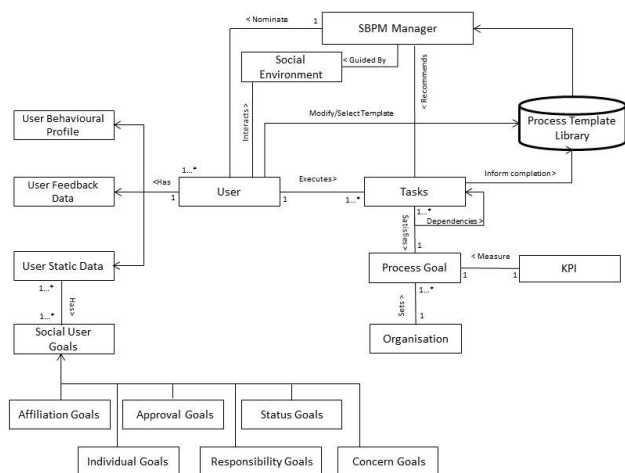 < Nominate
1
SBPM Manager
Social
Environment
< Guided By
< Recommends
User Behavioural
Profile
Interacts >
Modify/Select Template
Process Template
Library
User Feedback
Data
<Has
1
1...*
User
1
Executes>
1...*
Tasks
Inform completion>
1...*
Dependencies >
Satisfies>
1
User Static Data
1...*
Has>
1...*
Process Goal
1
< Measure
1
KPI
1...*
Sets >
1
Social User
Goals
Organisation
Affiliation Goals
Approval Goals
Status Goals
Individual Goals
Responsibility Goals
Concern Goals